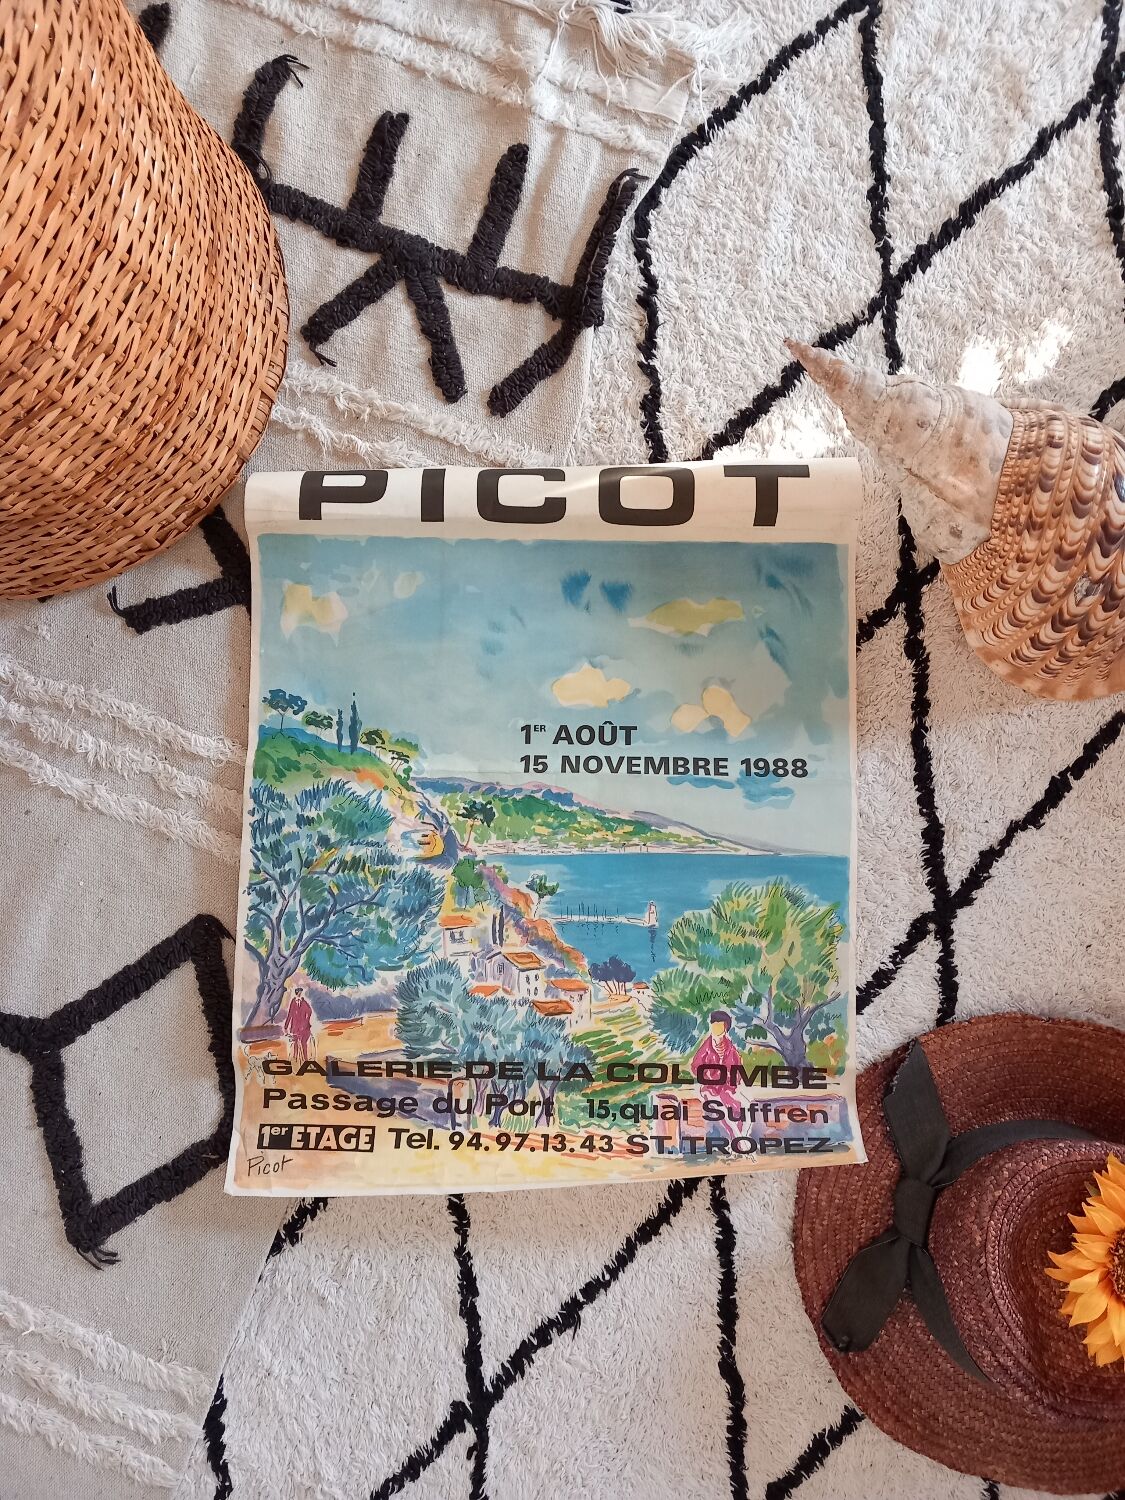 PICOT
1ER AOÛT
15 NOVEMBRE 1988
GALERIE DE LA COLOMBE
Passage du Port 15, quai Suffren
1er ETAGE Tel. 94.97.13.43 ST. TROPEZ
Picot